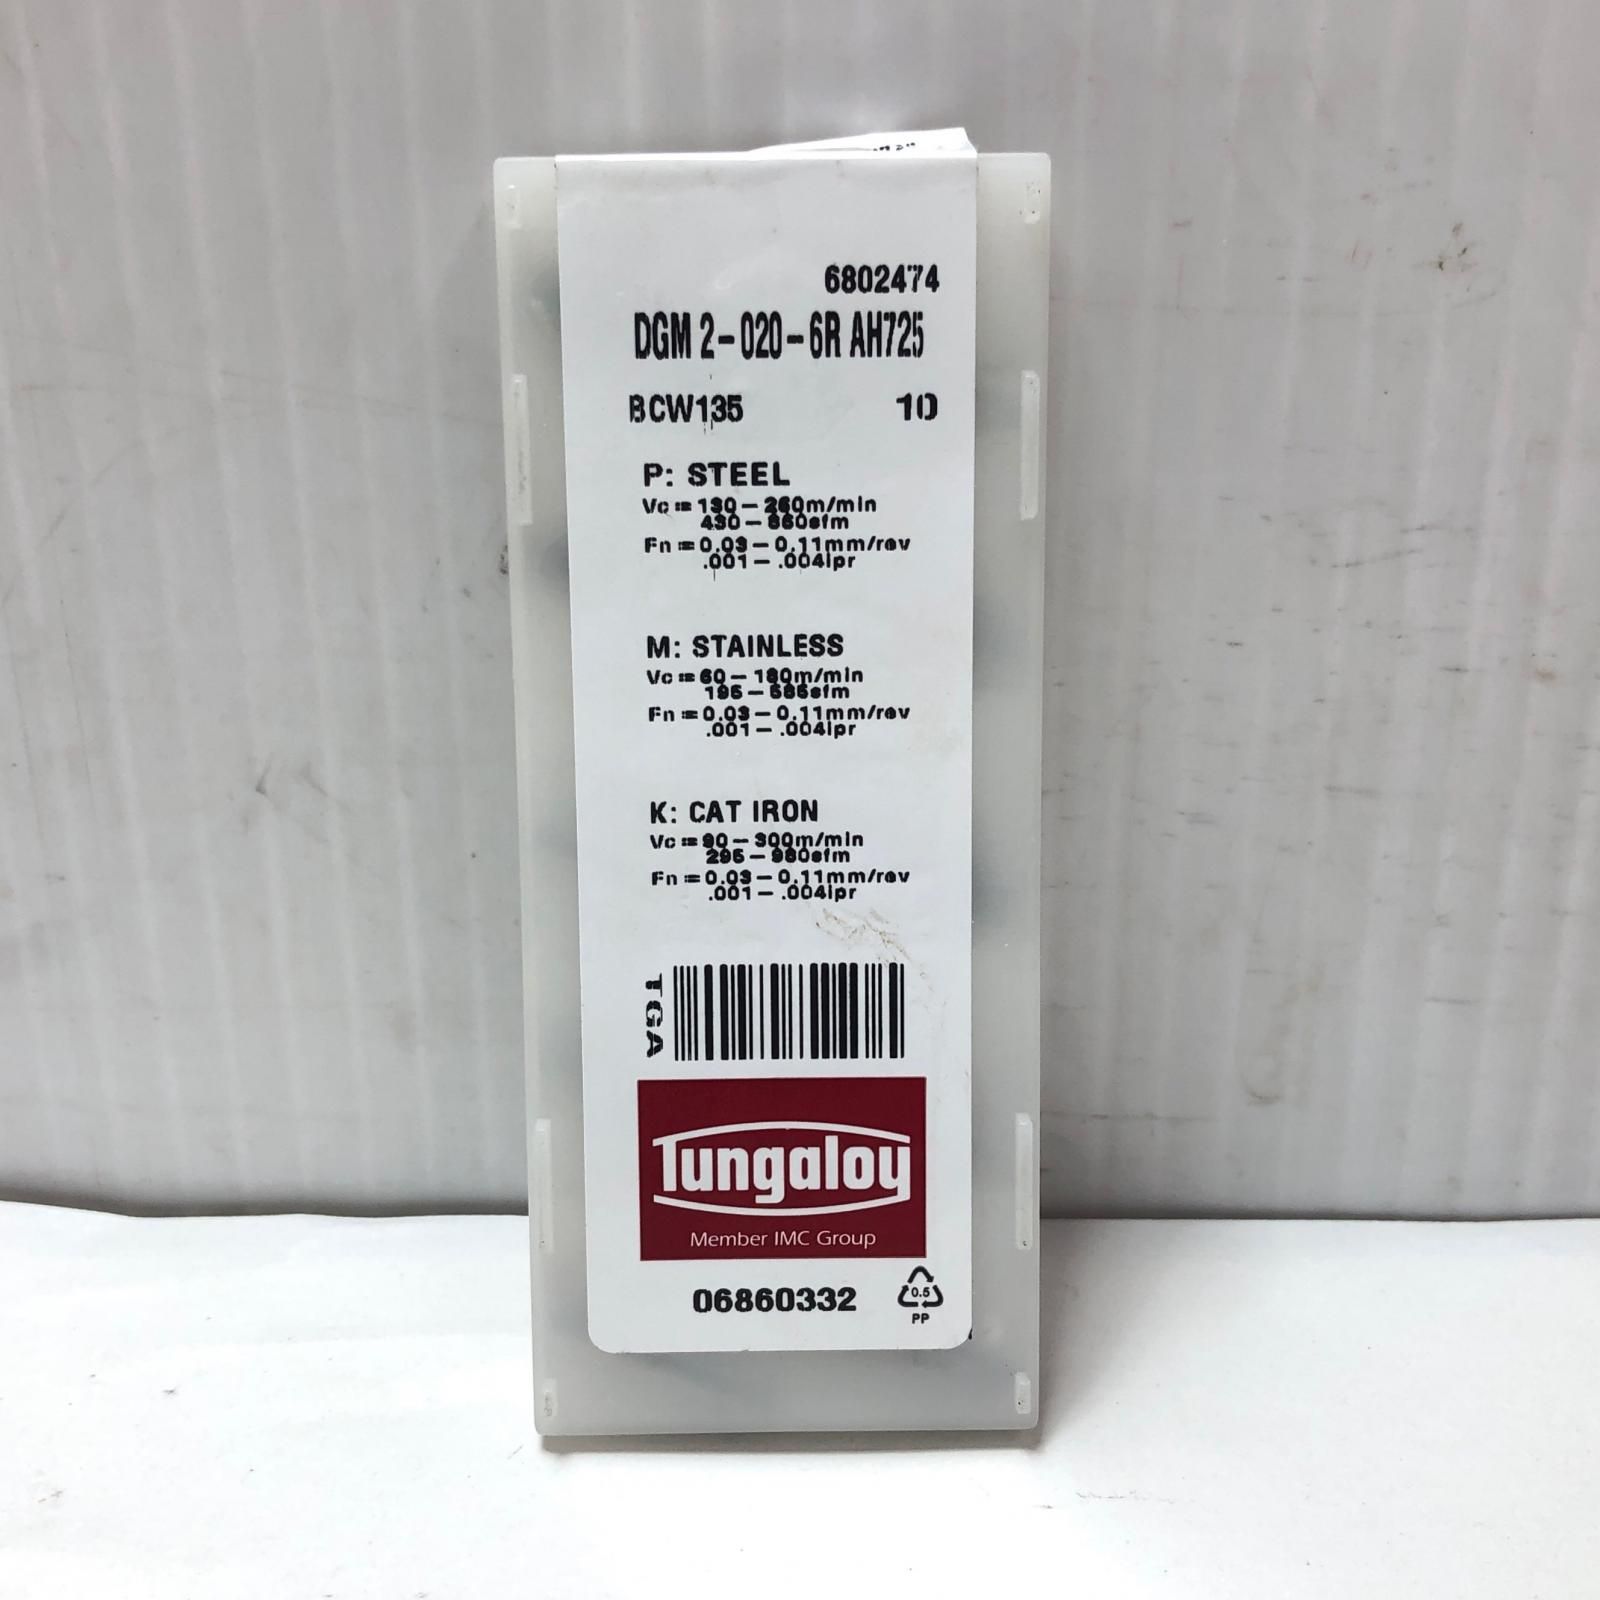 6802474
DGM 2-020-6R AH725
BCW135 10
P: STEEL
Vc = 130 - 260m/min
430 - 860sfm
Fn = 0.03 - 0.11mm/rev
.001 - .004ipr
M: STAINLESS
Vc = 60 - 180m/min
195 - 585sfm
Fn = 0.03 - 0.11mm/rev
.001 - .004ipr
K: CAT IRON
Vc = 90 - 300m/min
295 - 980sfm
Fn = 0.03 - 0.11mm/rev
.001 - .004ipr
TGA
Tungaloy
Member IMC Group
06860332
0.5
PP